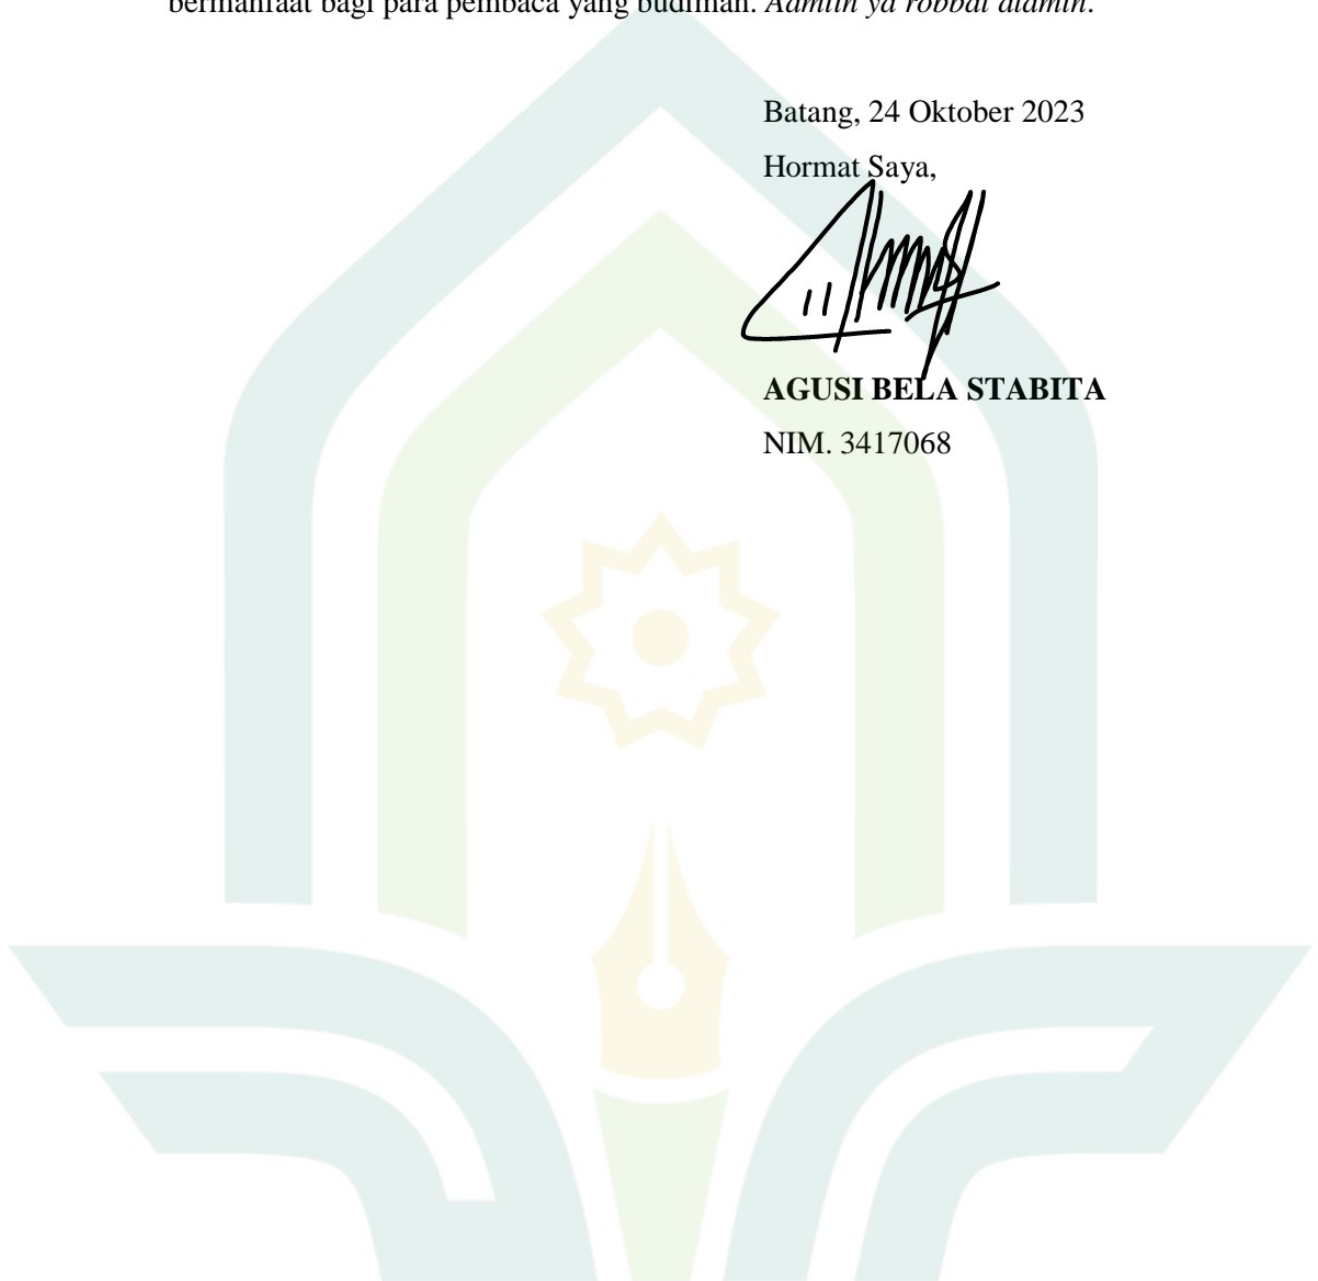 bermanfaat bagi para pembaca yang budiman. Aamiin ya robbal alamin.
Batang, 24 Oktober 2023
Hormat Saya,
AGUSI BELA STABITA
NIM. 3417068